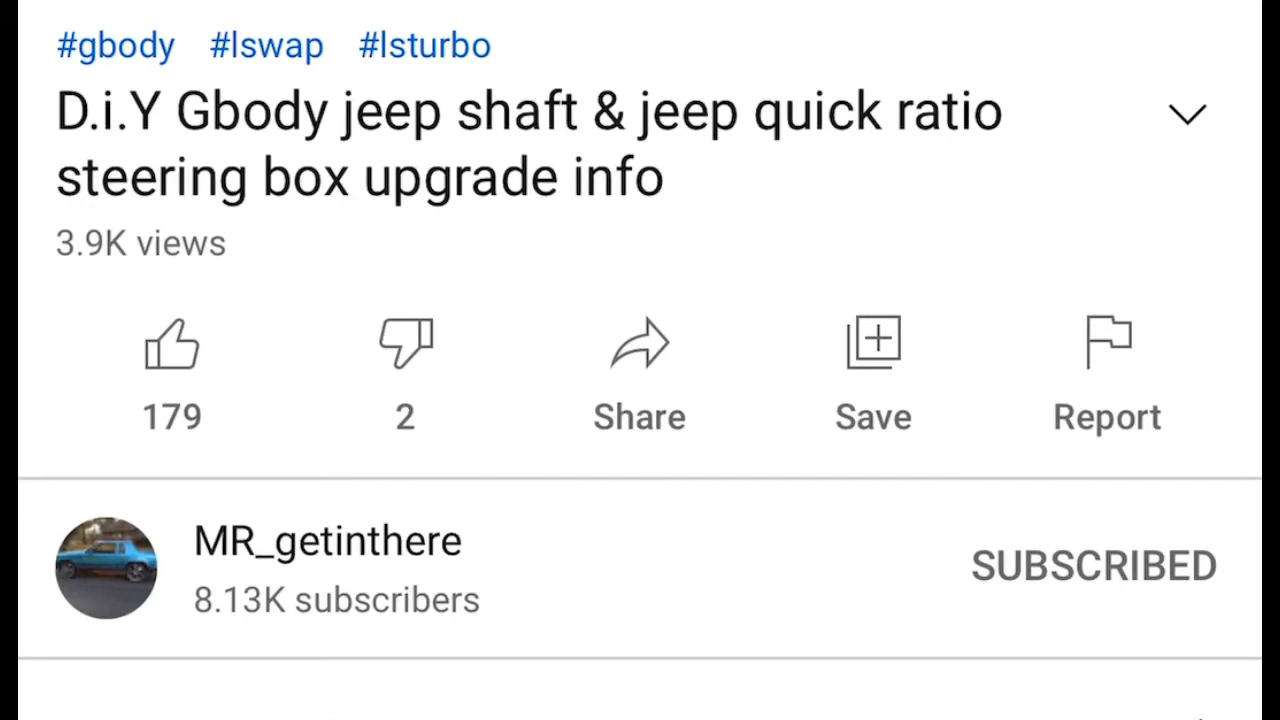 #gbody #lswap #lsturbo
D.i.Y Gbody jeep shaft & jeep quick ratio
steering box upgrade info
3.9K views
179 2 Share Save Report
MR_getinthere
8.13K subscribers
SUBSCRIBED